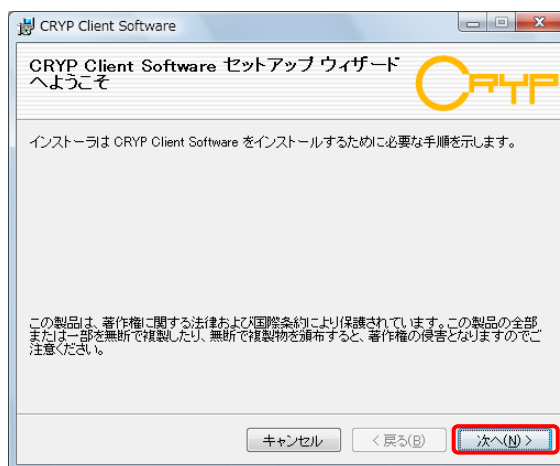 CRYP Client Software
CRYP Client Software セットアップ ウィザード
へようこそ
CRYP
インストーラは CRYP Client Software をインストールするために必要な手順を示します。
この製品は、著作権に関する法律および国際条約により保護されています。この製品の全部
または一部を無断で複製したり、無断で複製物を頒布すると、著作権の侵害となりますのでご
注意ください。
キャンセル < 戻る(B) 次へ(N) >